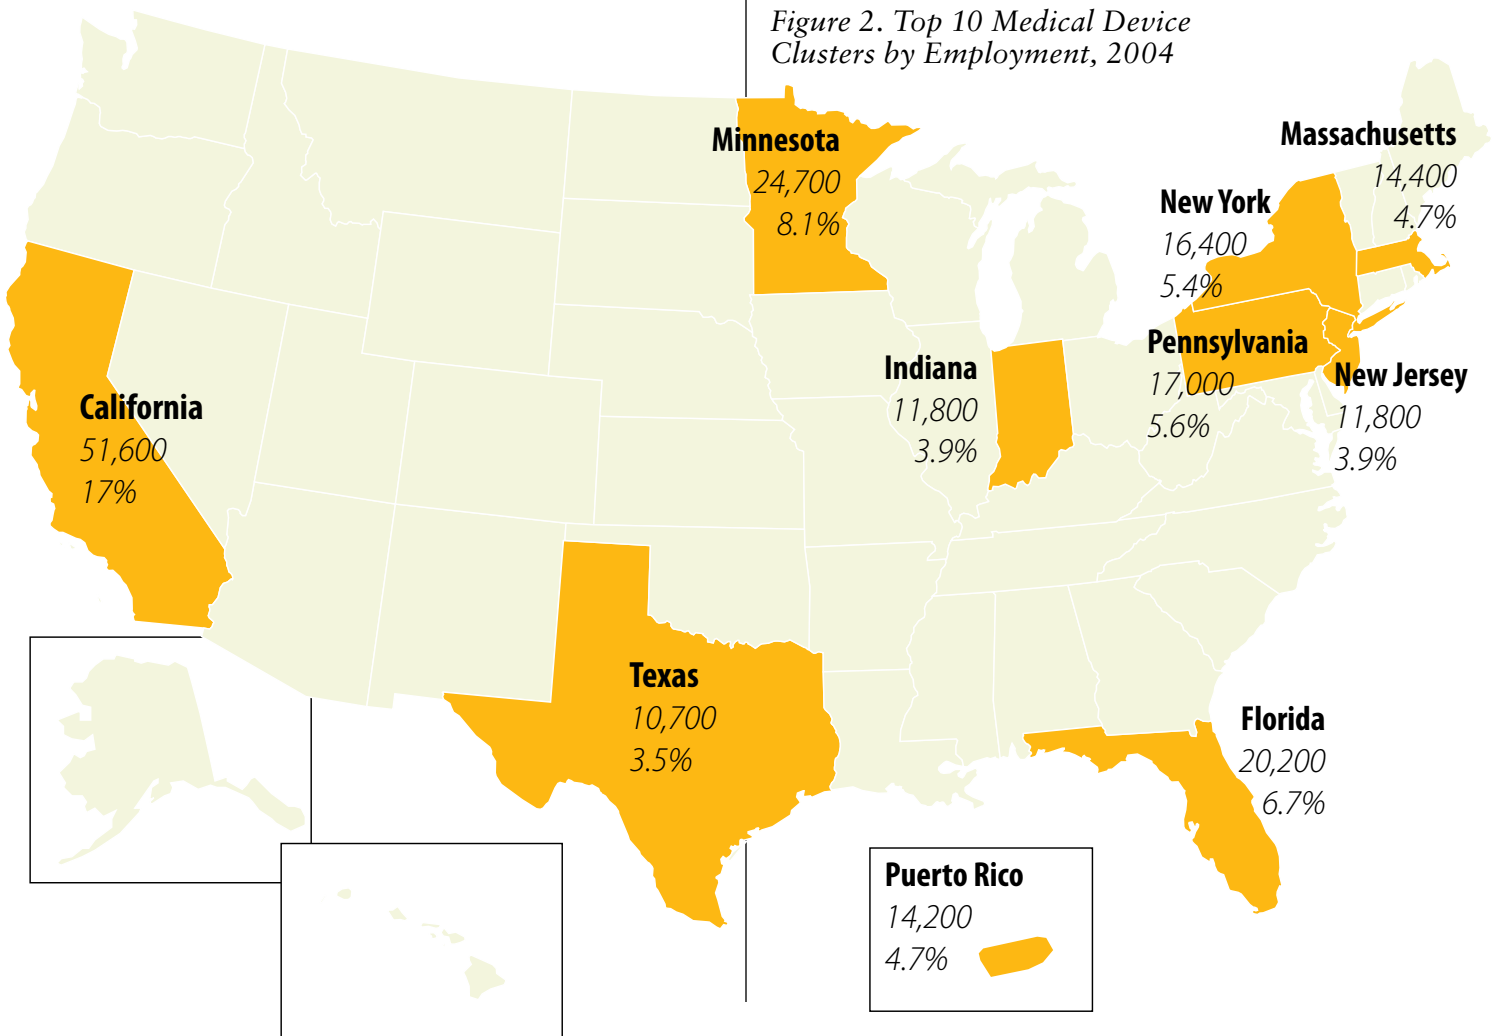 Figure 2. Top 10 Medical Device
Clusters by Employment, 2004
Minnesota
24,700
8.1%
Massachusetts
14,400
4.7%
New York
16,400
5.4%
Pennsylvania
17,000
5.6%
New Jersey
11,800
3.9%
Indiana
11,800
3.9%
California
51,600
17%
Texas
10,700
3.5%
Florida
20,200
6.7%
Puerto Rico
14,200
4.7%